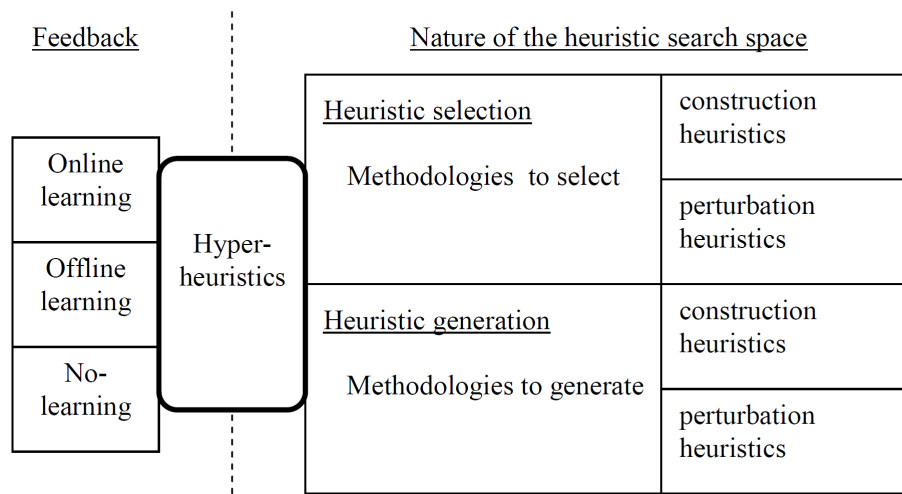 Feedback
Nature of the heuristic search space
Online
learning
Offline
learning
No-
learning
Hyper-
heuristics
Heuristic selection
Methodologies to select
construction
heuristics
perturbation
heuristics
Heuristic generation
Methodologies to generate
construction
heuristics
perturbation
heuristics